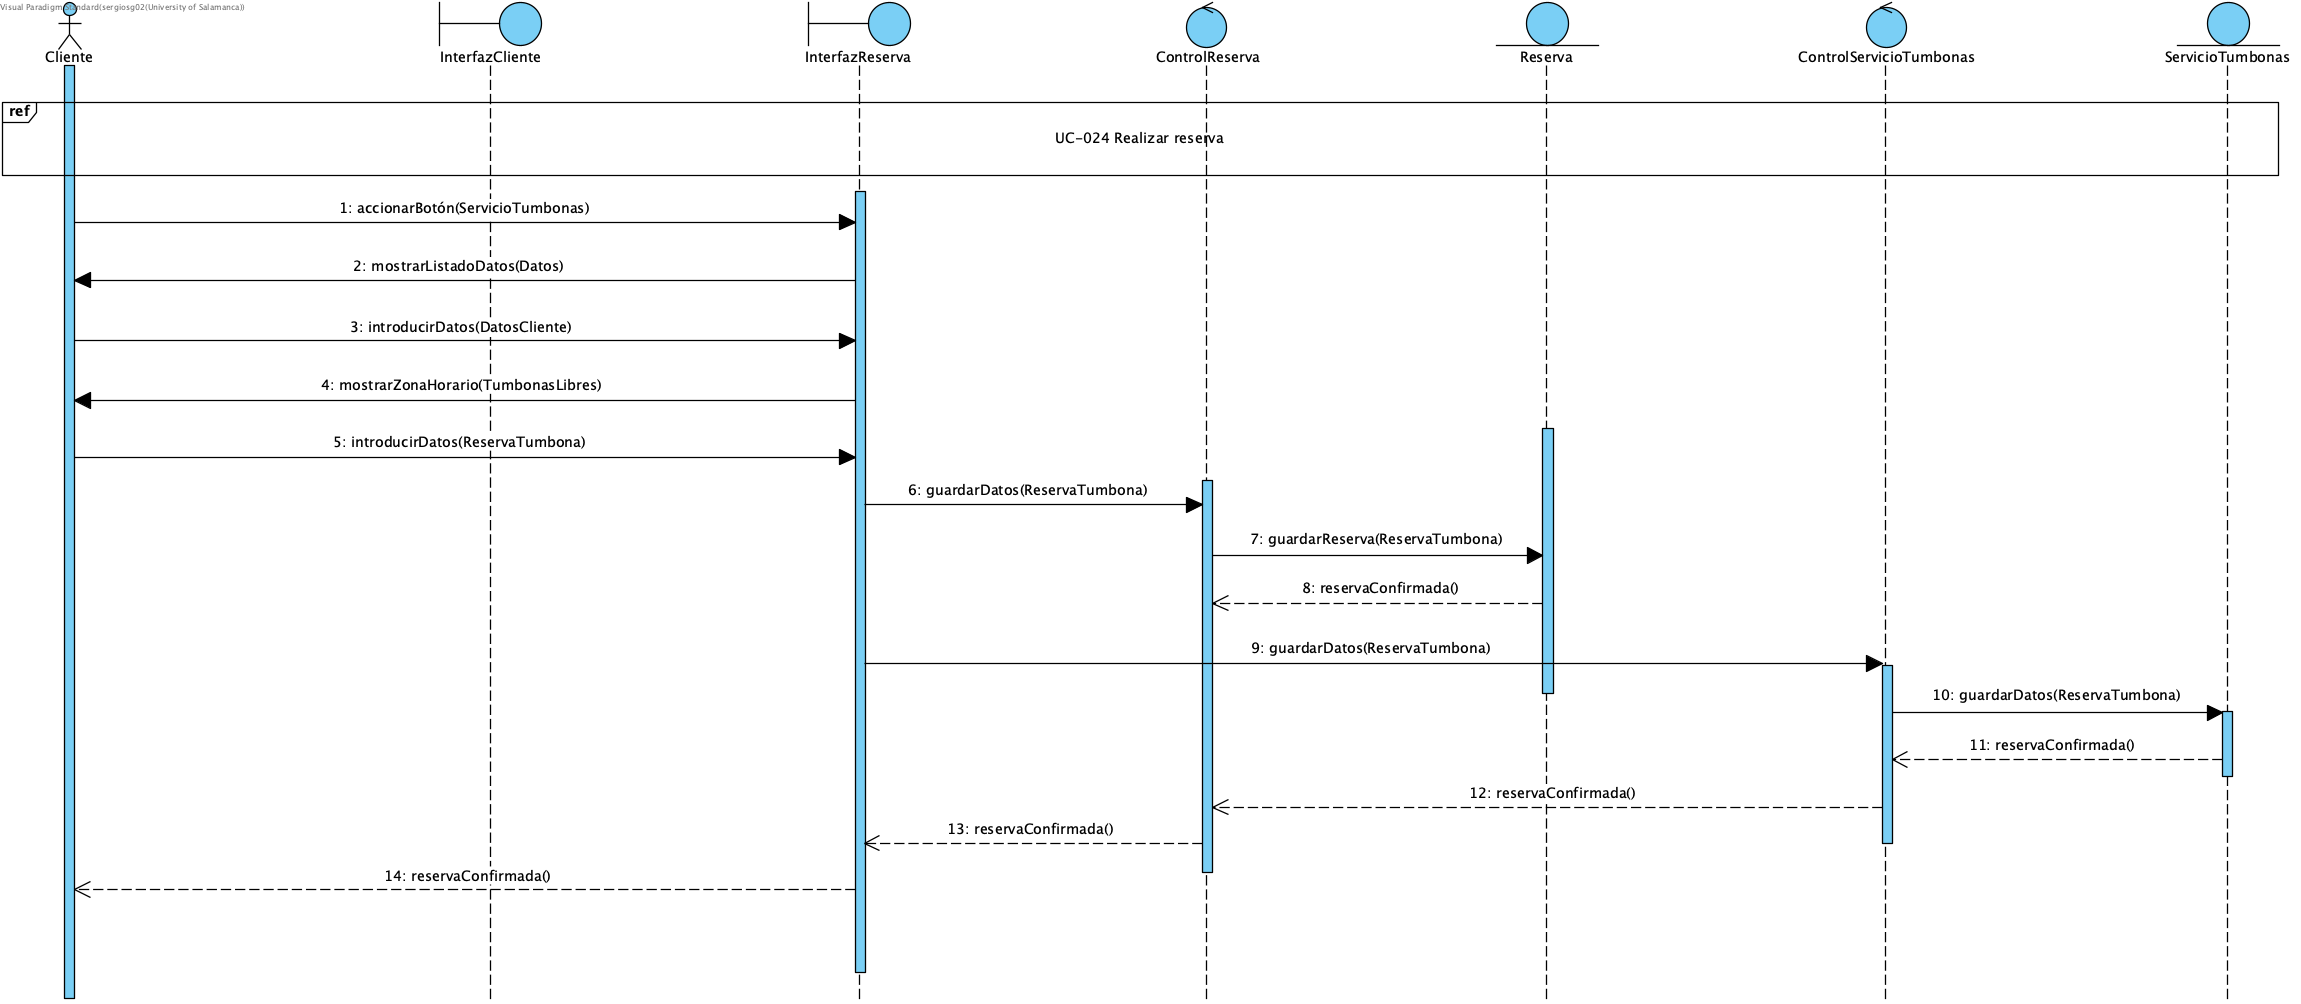 Visual Paradigm Standard(sergiosg02(University of Salamanca))
Cliente
InterfazCliente
InterfazReserva
ControlReserva
Reserva
ControlServicioTumbonas
ServicioTumbonas
ref
UC-024 Realizar reserva
1: accionarBotón(ServicioTumbonas)
2: mostrarListadoDatos(Datos)
3: introducirDatos(DatosCliente)
4: mostrarZonaHorario(TumbonasLibres)
5: introducirDatos(ReservaTumbona)
6: guardarDatos(ReservaTumbona)
7: guardarReserva(ReservaTumbona)
8: reservaConfirmada()
9: guardarDatos(ReservaTumbona)
10: guardarDatos(ReservaTumbona)
11: reservaConfirmada()
12: reservaConfirmada()
13: reservaConfirmada()
14: reservaConfirmada()